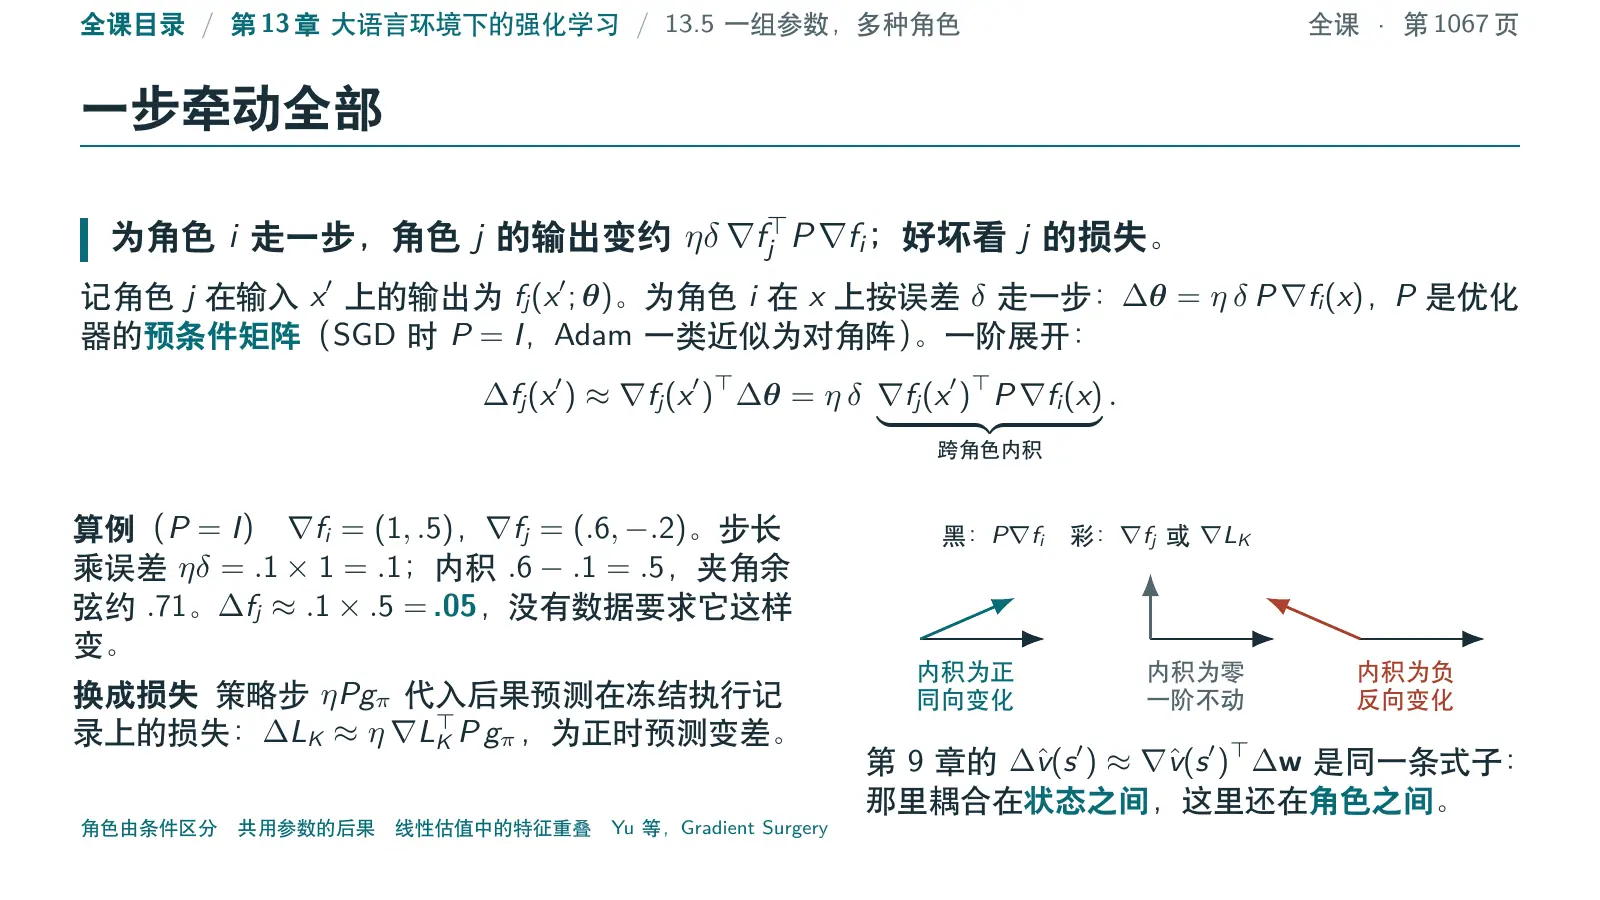 全课目录 / 第13章 大语言环境下的强化学习 / 13.5 一组参数，多种角色
全课 · 第1067页
一步牵动全部
为角色 i 走一步，角色 j 的输出变约 ηδ∇f_j^⊤P∇f_i；好坏看 j 的损失。
记角色 j 在输入 x′ 上的输出为 f_j(x′;θ)。为角色 i 在 x 上按误差 δ 走一步：Δθ = η δ P∇f_i(x)，P 是优化
器的预条件矩阵（SGD 时 P = I，Adam 一类近似为对角阵）。一阶展开：
Δf_j(x′) ≈ ∇f_j(x′)^⊤Δθ = η δ ∇f_j(x′)^⊤P∇f_i(x).
跨角色内积
算例（P = I） ∇f_i = (1, .5)，∇f_j = (.6, −.2)。步长
乘误差 ηδ = .1 × 1 = .1；内积 .6 − .1 = .5，夹角余
弦约 .71。Δf_j ≈ .1 × .5 = .05，没有数据要求它这样
变。
换成损失 策略步 ηPg_π 代入后果预测在冻结执行记
录上的损失：ΔL_K ≈ η∇L_K^⊤Pg_π，为正时预测变差。
黑：P∇f_i 彩：∇f_j 或 ∇L_K
内积为正
同向变化
内积为零
一阶不动
内积为负
反向变化
第 9 章的 Δv̂(s′) ≈ ∇v̂(s′)^⊤Δw 是同一条式子：
那里耦合在状态之间，这里还在角色之间。
角色由条件区分 共用参数的后果 线性估值中的特征重叠 Yu 等，Gradient Surgery